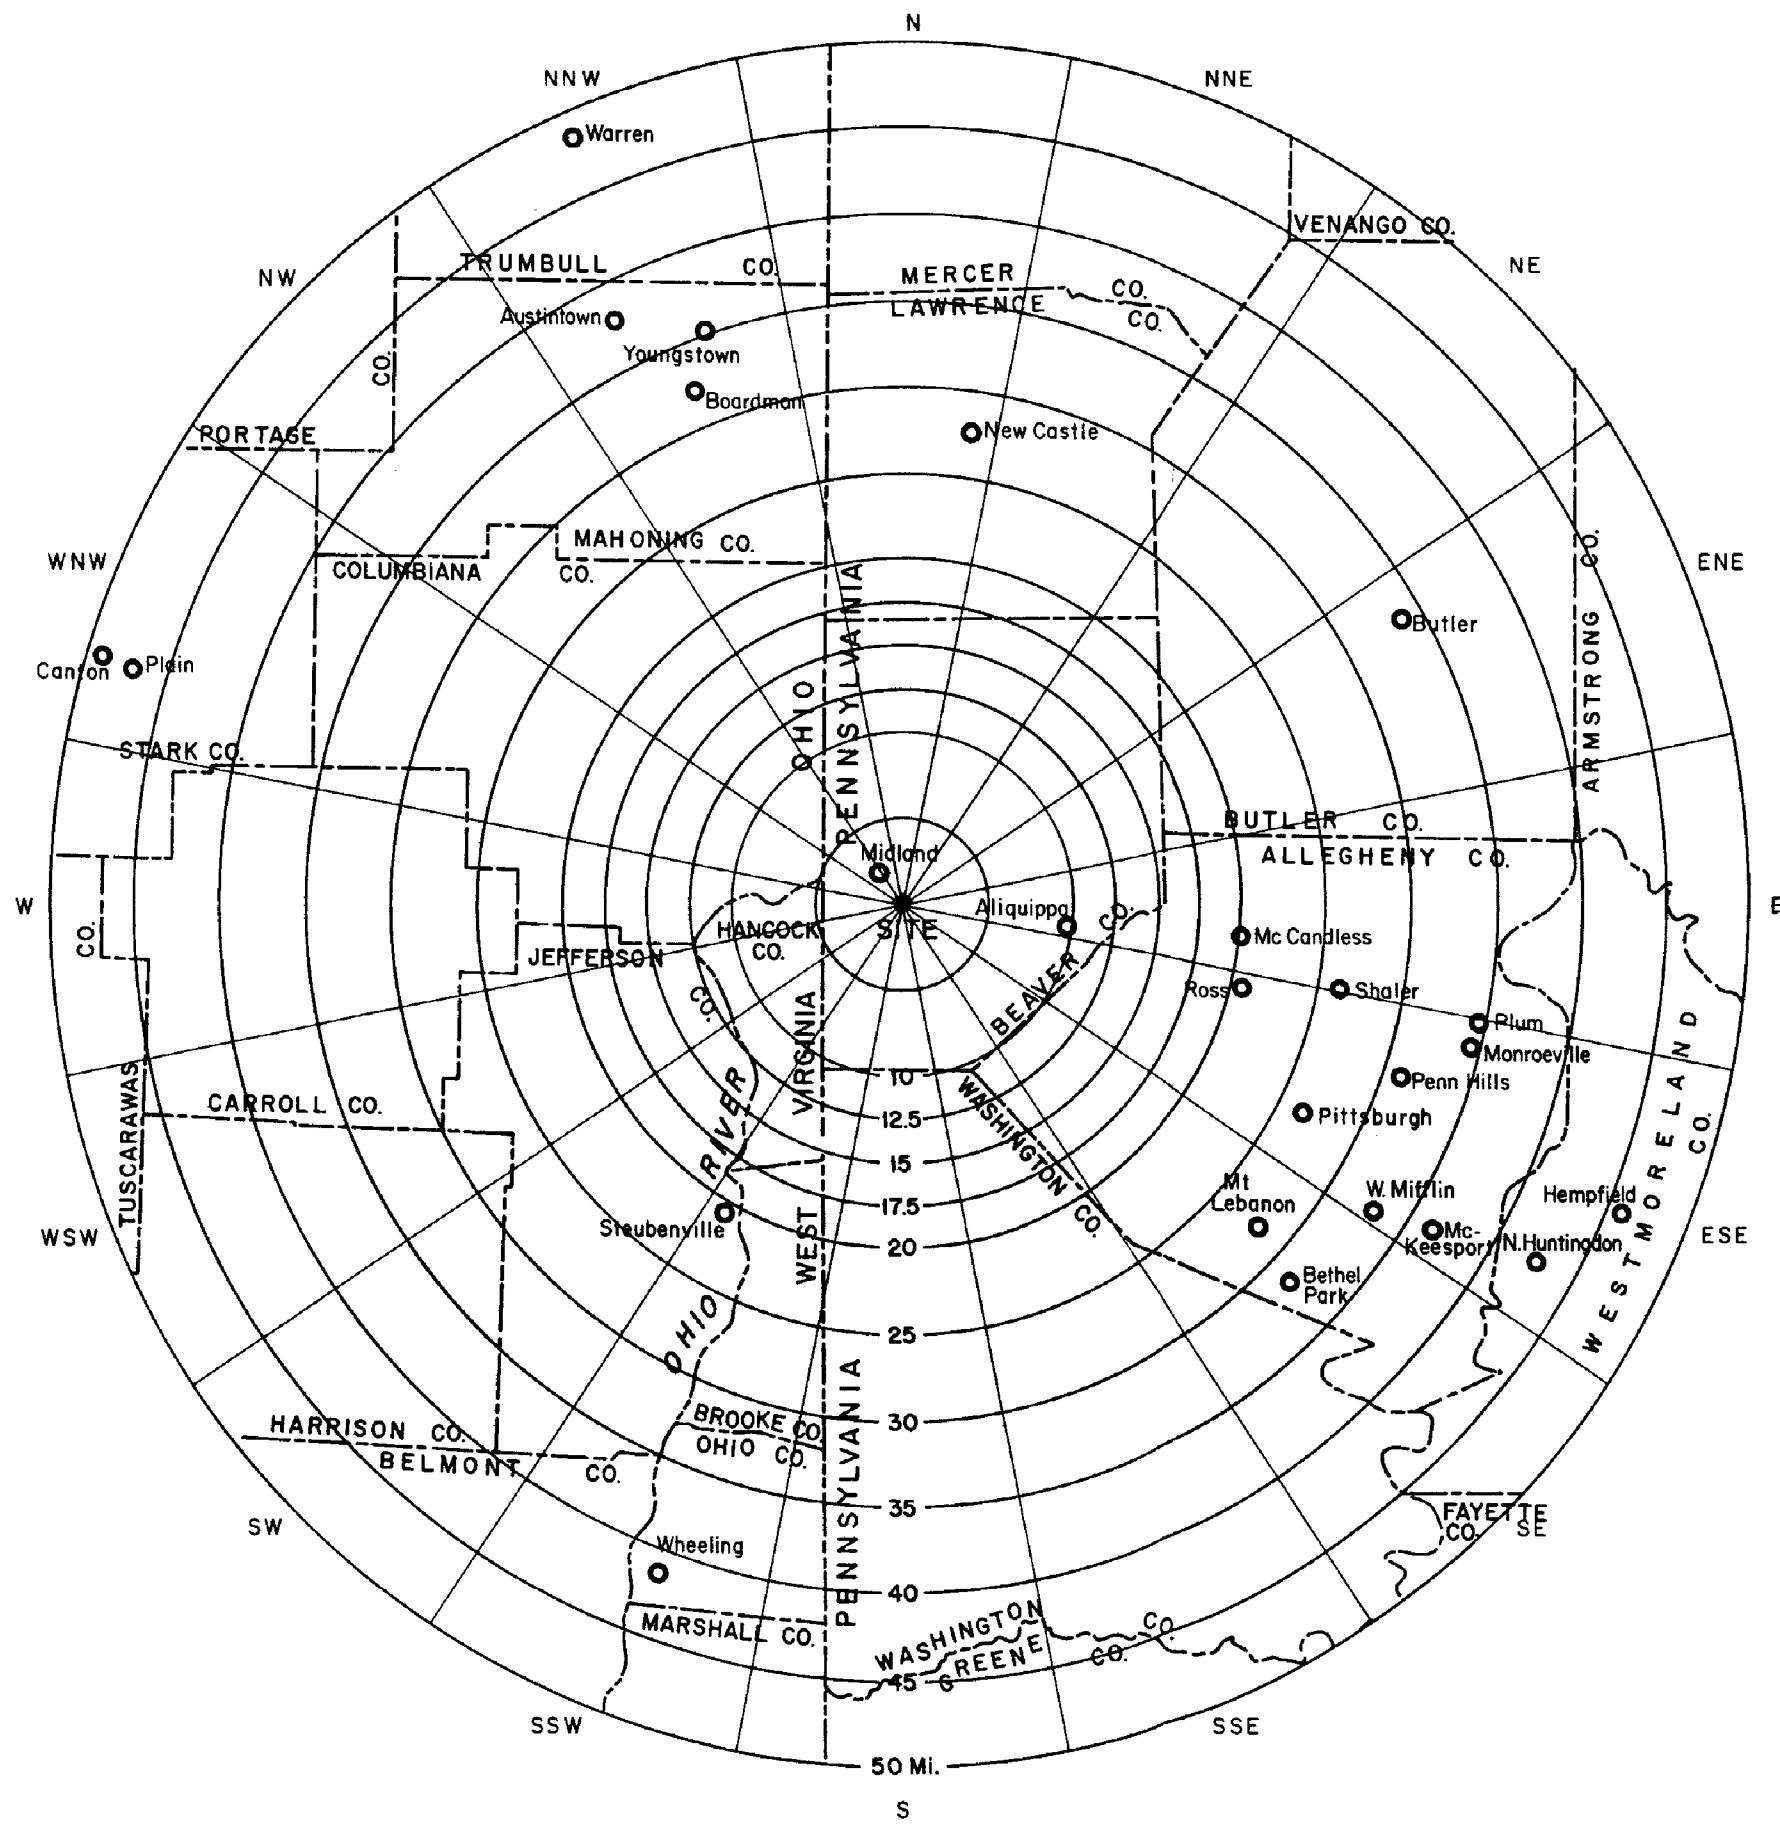 N
NNW
NNE
Warren
VENANGO CO.
NW
NE
TRUMBULL CO.
MERCER CO.
LAWRENCE CO.
Austintown
Youngstown
CO.
Boardman
New Castle
PORTAGE
MAHONING CO.
COLUMBIANA CO.
WNW
ENE
ARMSTRONG CO.
Butler
Canton
Plain
OHIO
PENNSYLVANIA
STARK CO.
BUTLER CO.
ALLEGHENY CO.
Midland
W
E
Aliquippa
SITE
HANCOCK
CO.
CO.
BEAVER CO.
Mc Candless
JEFFERSON
CO.
Ross
Shaler
Plum
Monroeville
Penn Hills
Pittsburgh
WEST VIRGINIA
10
12.5
15
17.5
20
25
30
35
40
45
50 Mi.
WASHINGTON CO.
CARROLL CO.
TUSCARAWAS
OHIO RIVER
Steubenville
Mt
Lebanon
W. Mifflin
Mc-
Keesport
Hempfield
N. Huntingdon
WESTMORELAND
CO.
WSW
ESE
Bethel
Park
PENNSYLVANIA
BROOKE CO.
OHIO CO.
HARRISON CO.
BELMONT CO.
SW
FAYETTE
CO.
SE
Wheeling
MARSHALL CO.
WASHINGTON CO.
GREENE CO.
SSW
SSE
S